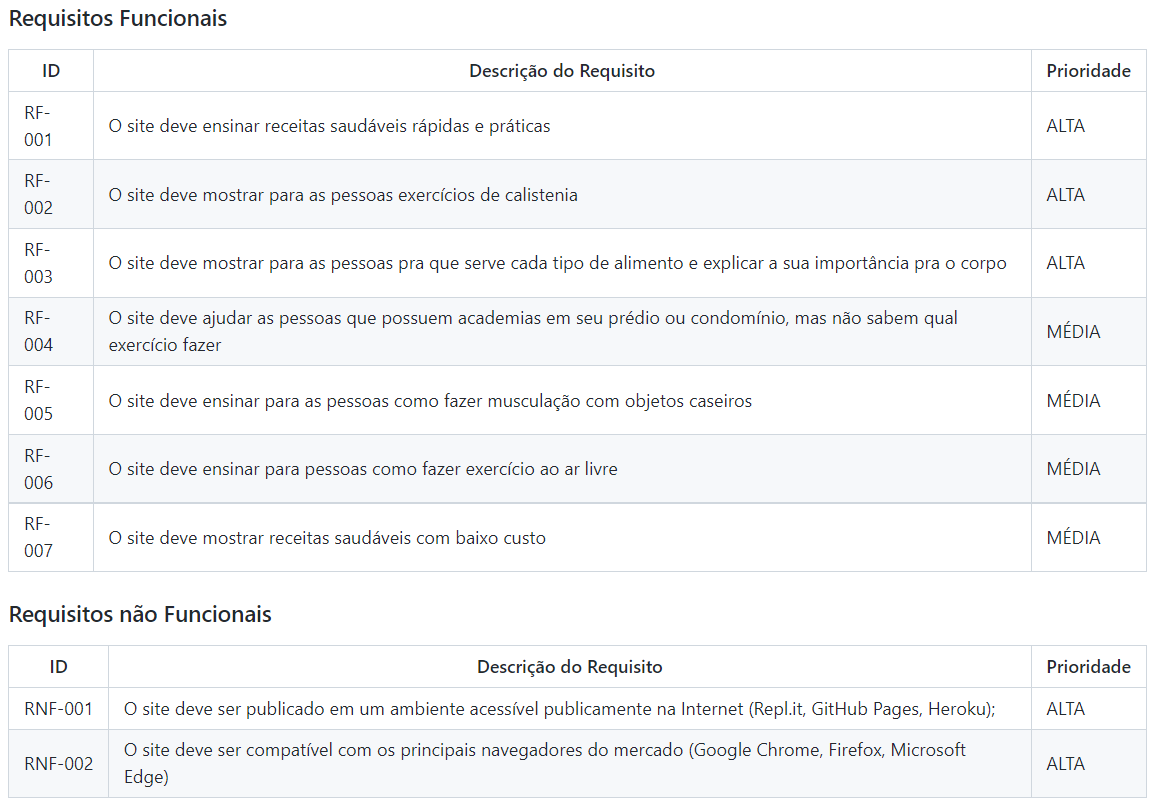 Requisitos Funcionais
ID Descrição do Requisito Prioridade
RF-
001 O site deve ensinar receitas saudáveis rápidas e práticas ALTA
RF-
002 O site deve mostrar para as pessoas exercícios de calistenia ALTA
RF-
003 O site deve mostrar para as pessoas pra que serve cada tipo de alimento e explicar a sua importância pra o corpo ALTA
RF-
004 O site deve ajudar as pessoas que possuem academias em seu prédio ou condomínio, mas não sabem qual
exercício fazer MÉDIA
RF-
005 O site deve ensinar para as pessoas como fazer musculação com objetos caseiros MÉDIA
RF-
006 O site deve ensinar para pessoas como fazer exercício ao ar livre MÉDIA
RF-
007 O site deve mostrar receitas saudáveis com baixo custo MÉDIA
Requisitos não Funcionais
ID Descrição do Requisito Prioridade
RNF-001 O site deve ser publicado em um ambiente acessível publicamente na Internet (Repl.it, GitHub Pages, Heroku); ALTA
RNF-002 O site deve ser compatível com os principais navegadores do mercado (Google Chrome, Firefox, Microsoft
Edge) ALTA